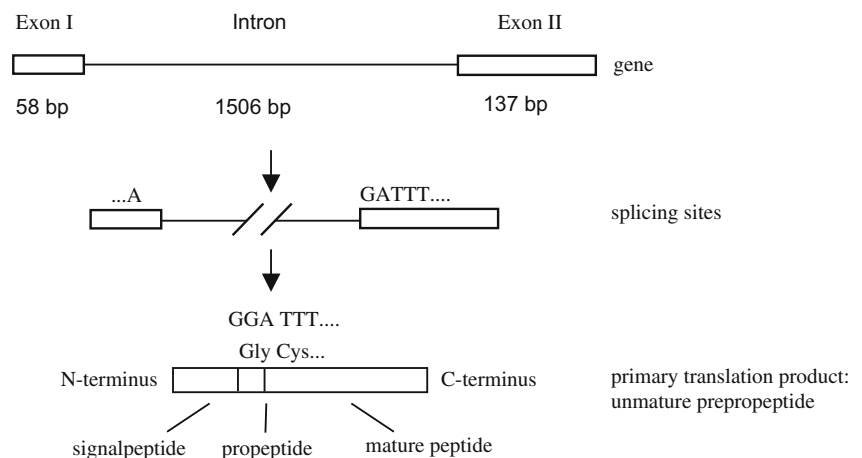 Exon I Intron Exon II
gene
58 bp 1506 bp 137 bp
...A GATTT....
splicing sites
GGA TTT....
Gly Cys...
N-terminus C-terminus primary translation product:
unmature prepropeptide
signalpeptide propeptide mature peptide